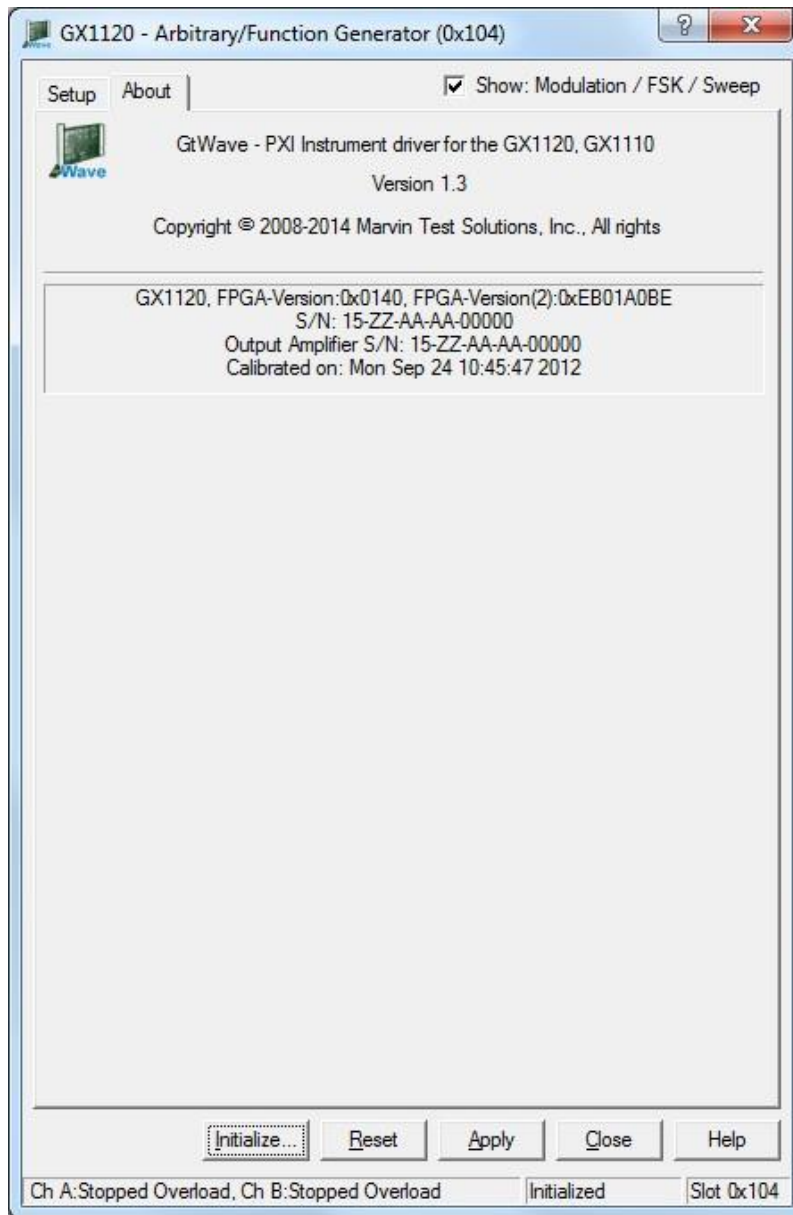 GX1120 - Arbitrary/Function Generator (0x104)
Setup About Show: Modulation / FSK / Sweep
GtWave - PXI Instrument driver for the GX1120, GX1110
Wave
Version 1.3
Copyright © 2008-2014 Marvin Test Solutions, Inc., All rights
GX1120, FPGA-Version:0x0140, FPGA-Version(2):0xEB01A0BE
S/N: 15-ZZ-AA-AA-00000
Output Amplifier S/N: 15-ZZ-AA-AA-00000
Calibrated on: Mon Sep 24 10:45:47 2012
Initialize... Reset Apply Close Help
Ch A:Stopped Overload, Ch B:Stopped Overload Initialized Slot 0x104